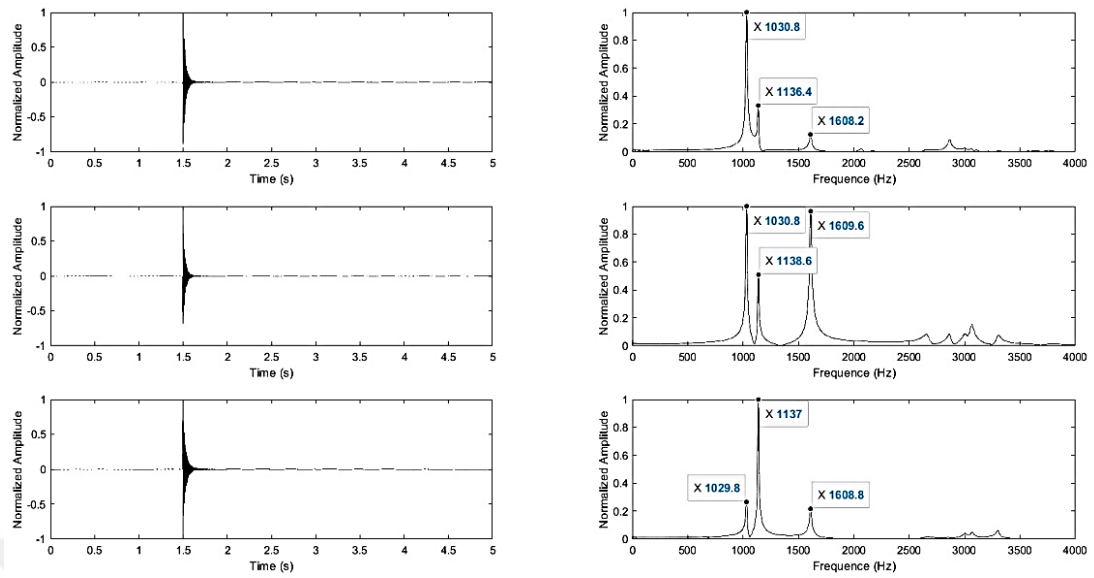 Normalized Amplitude
1
0.5
0
-0.5
-1
0 0.5 1 1.5 2 2.5 3 3.5 4 4.5 5
Time (s)
Normalized Amplitude
1
0.8
0.6
0.4
0.2
0
X 1030.8
X 1136.4
X 1608.2
0 500 1000 1500 2000 2500 3000 3500 4000
Frequence (Hz)
Normalized Amplitude
1
0.5
0
-0.5
-1
0 0.5 1 1.5 2 2.5 3 3.5 4 4.5 5
Time (s)
Normalized Amplitude
1
0.8
0.6
0.4
0.2
0
X 1030.8
X 1609.6
X 1138.6
0 500 1000 1500 2000 2500 3000 3500 4000
Frequence (Hz)
Normalized Amplitude
1
0.5
0
-0.5
-1
0 0.5 1 1.5 2 2.5 3 3.5 4 4.5 5
Time (s)
Normalized Amplitude
1
0.8
0.6
0.4
0.2
0
X 1137
X 1029.8
X 1608.8
0 500 1000 1500 2000 2500 3000 3500 4000
Frequence (Hz)